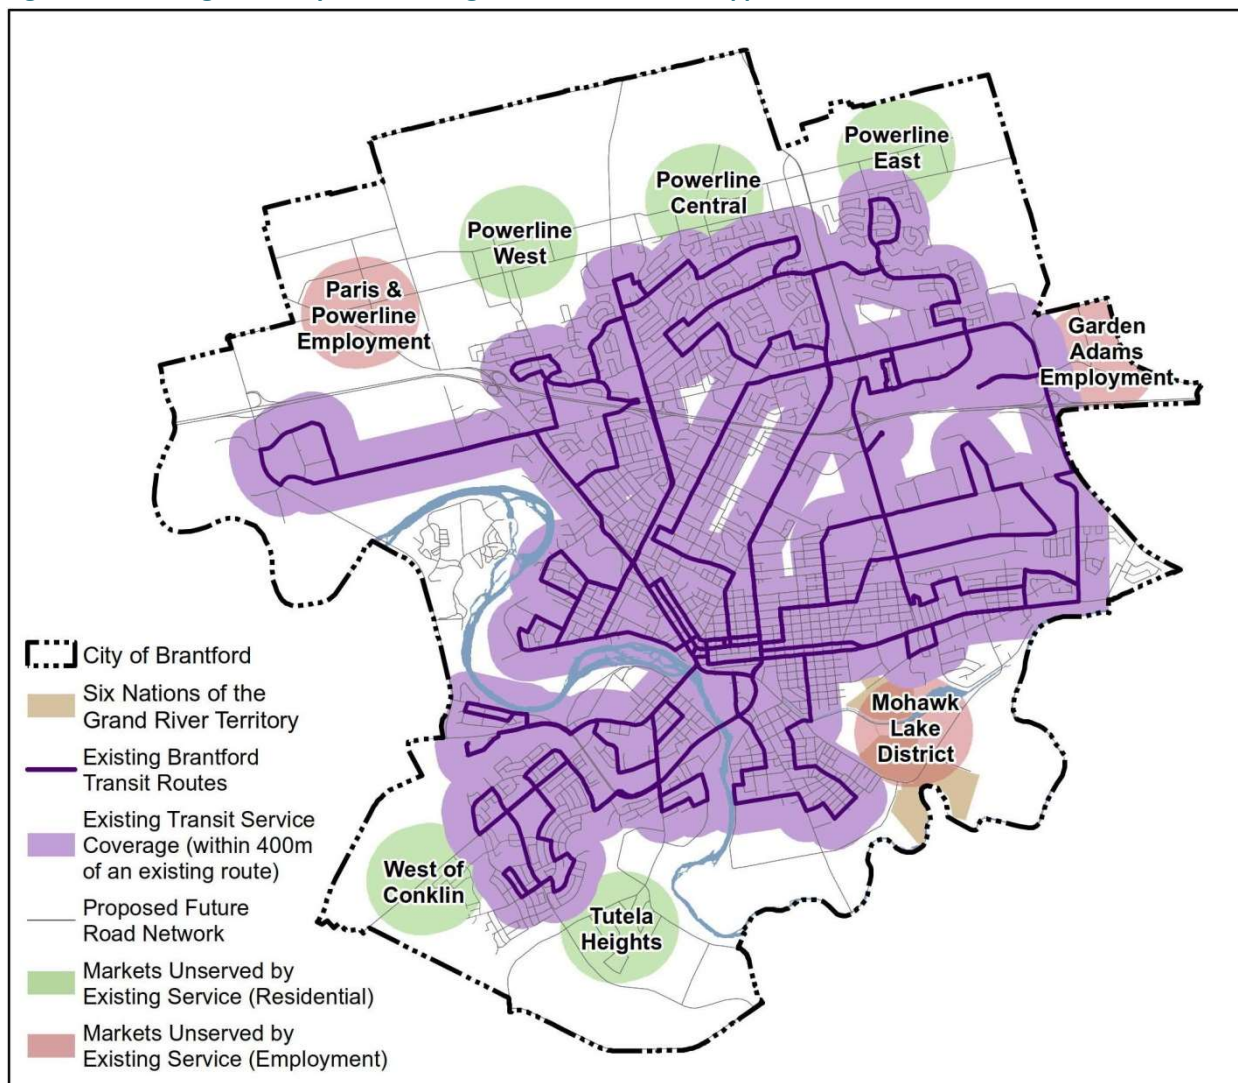 Powerline
East
Powerline
Central
Powerline
West
Paris &
Powerline
Employment
Garden
Adams
Employment
Mohawk
Lake
District
West of
Conklin
Tutela
Heights
City of Brantford
Six Nations of the
Grand River Territory
Existing Brantford
Transit Routes
Existing Transit Service
Coverage (within 400m
of an existing route)
Proposed Future
Road Network
Markets Unserved by
Existing Service (Residential)
Markets Unserved by
Existing Service (Employment)